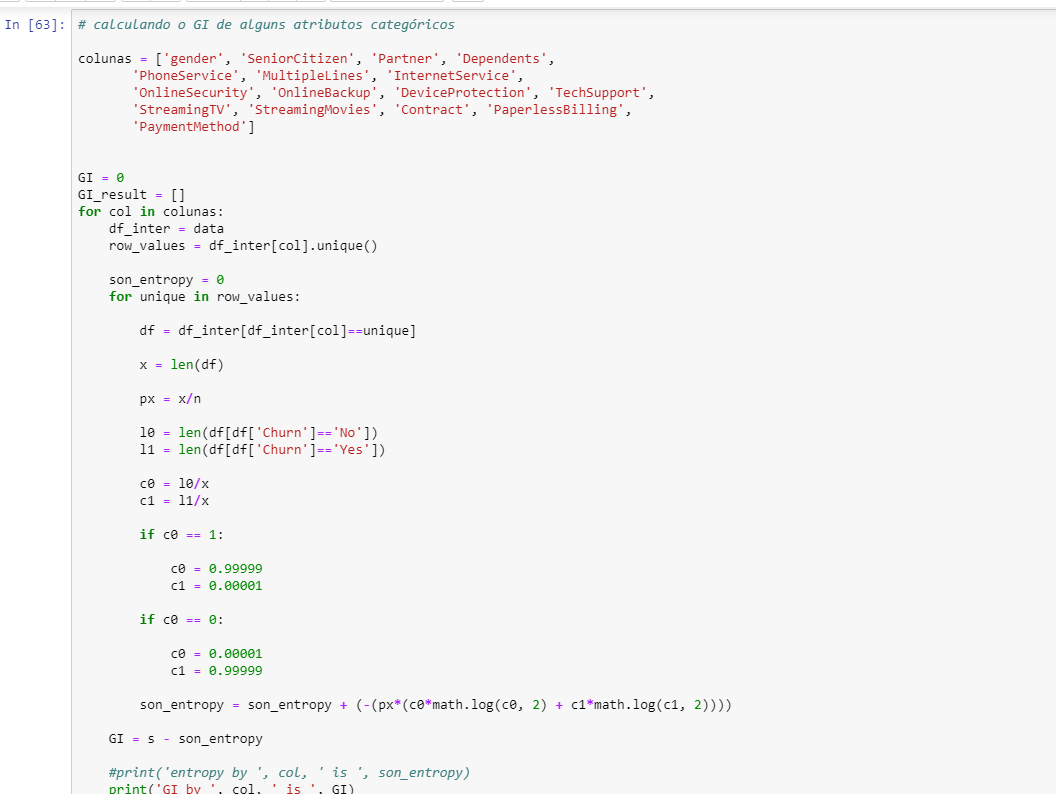 In [63]: # calculando o GI de alguns atributos categóricos
colunas = ['gender', 'SeniorCitizen', 'Partner', 'Dependents',
'PhoneService', 'MultipleLines', 'InternetService',
'OnlineSecurity', 'OnlineBackup', 'DeviceProtection', 'TechSupport',
'StreamingTV', 'StreamingMovies', 'Contract', 'PaperlessBilling',
'PaymentMethod']
GI = 0
GI_result = []
for col in colunas:
df_inter = data
row_values = df_inter[col].unique()
son_entropy = 0
for unique in row_values:
df = df_inter[df_inter[col]==unique]
x = len(df)
px = x/n
l0 = len(df[df['Churn']=='No'])
l1 = len(df[df['Churn']=='Yes'])
c0 = l0/x
c1 = l1/x
if c0 == 1:
c0 = 0.99999
c1 = 0.00001
if c0 == 0:
c0 = 0.00001
c1 = 0.99999
son_entropy = son_entropy + (-(px*(c0*math.log(c0, 2) + c1*math.log(c1, 2))))
GI = s - son_entropy
#print('entropy by ', col, ' is ', son_entropy)
print('GI by ', col, ' is ', GI)